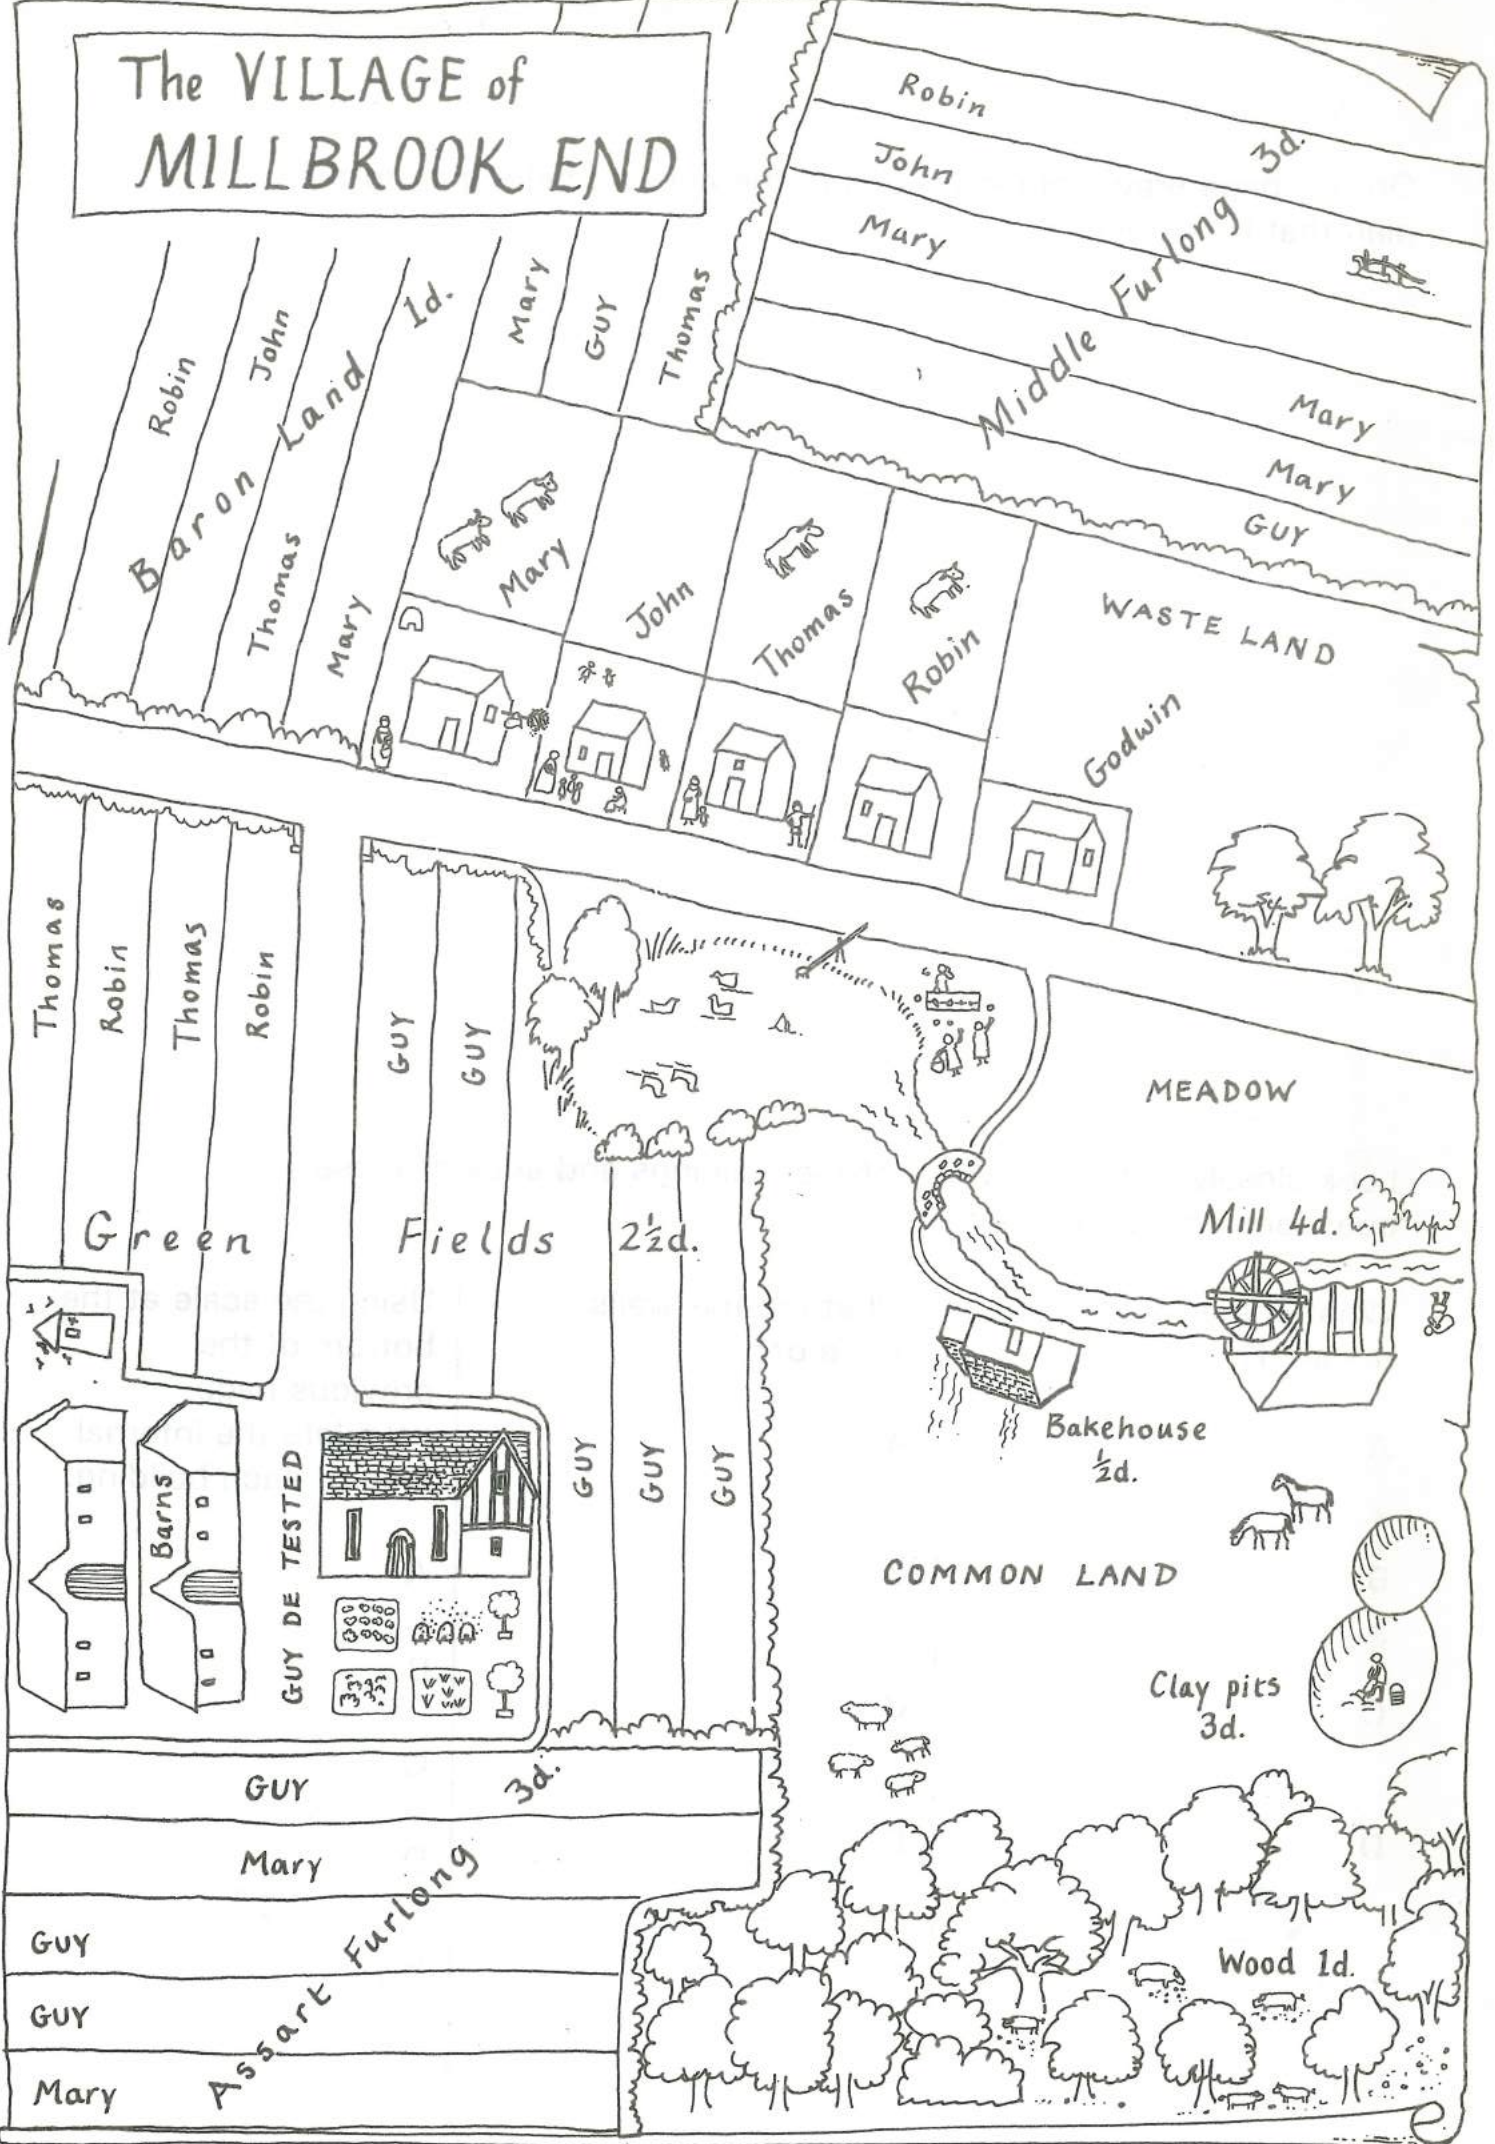 The VILLAGE of
MILLBROOK END
Robin
John
Mary
3d.
Middle Furlong
Mary
Mary
GUY
Robin
John
Baron Land 1d.
Thomas
Mary
Mary
GUY
Thomas
Mary
John
Thomas
Robin
WASTE LAND
Godwin
Thomas
Robin
Thomas
Robin
GUY
GUY
MEADOW
Green Fields 2½d.
Mill 4d.
Bakehouse
½d.
Barns
GUY DE TESTED
GUY
GUY
GUY
COMMON LAND
Clay pits
3d.
GUY
3d.
Mary
Assart Furlong
GUY
GUY
Mary
Wood 1d.